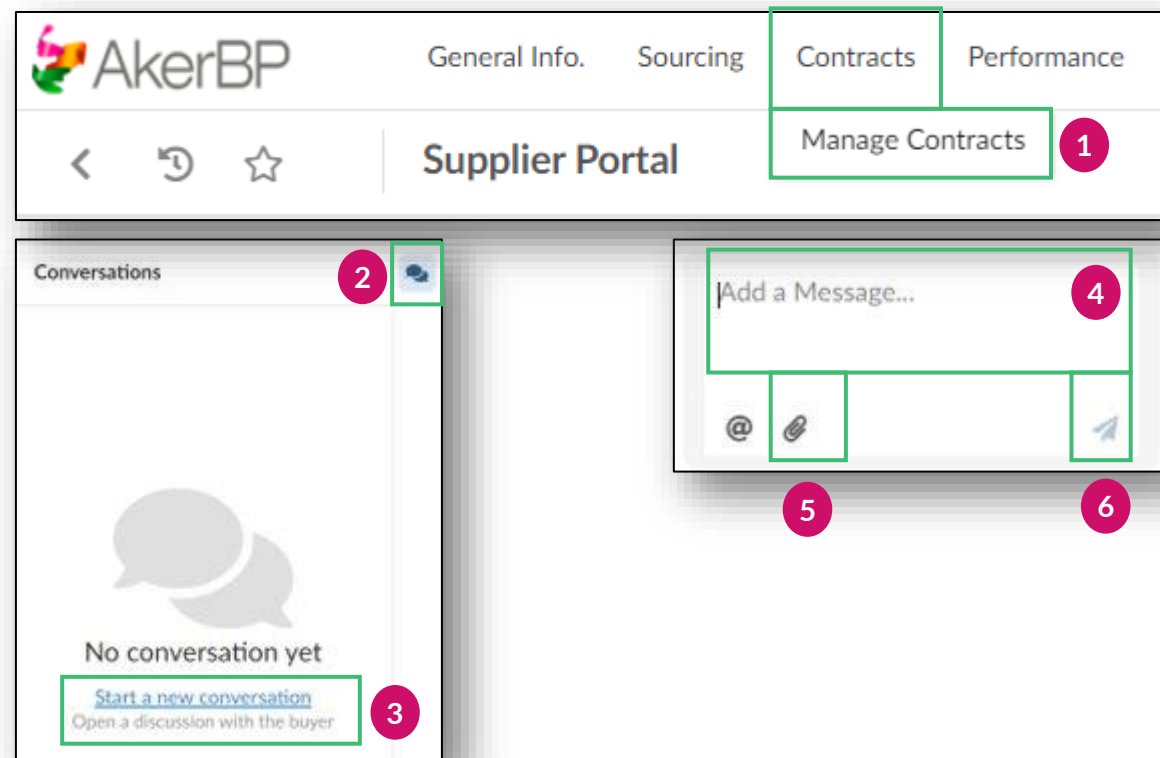 AkerBP
General Info. Sourcing Contracts Performance
Supplier Portal
Manage Contracts 1
Conversations 2
No conversation yet
Start a new conversation
Open a discussion with the buyer
3
Add a Message...
4
@
5 6